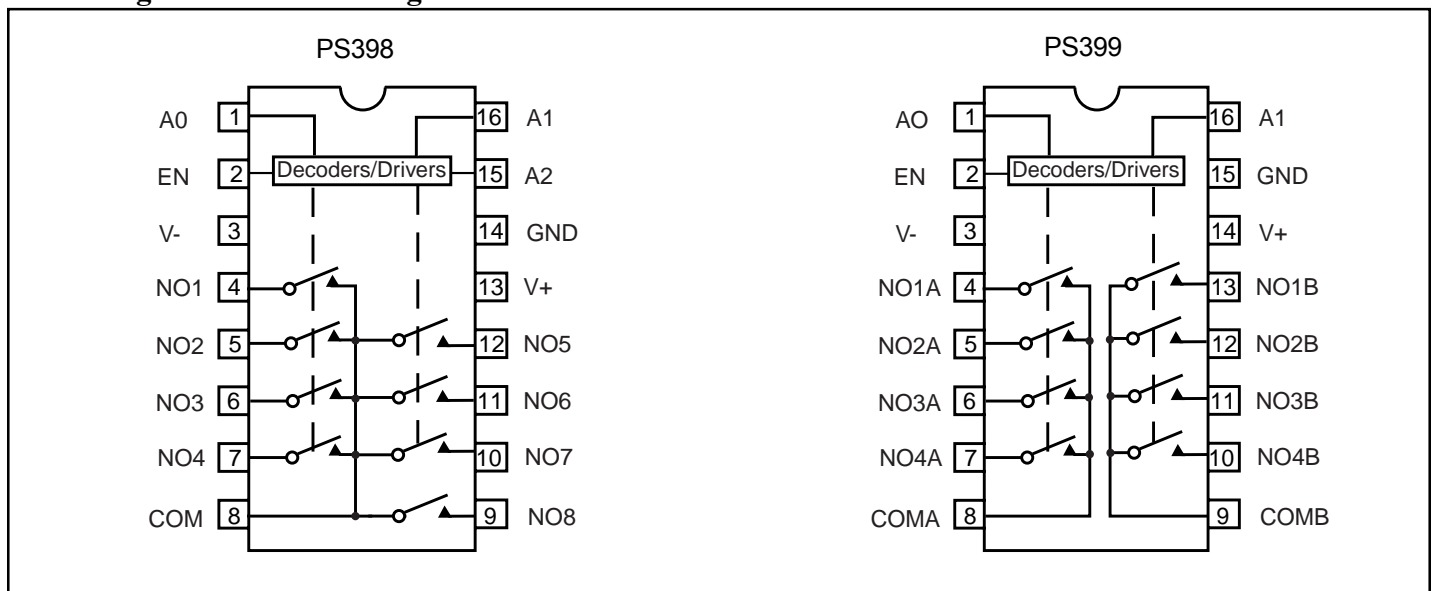 PS398
A0 1 16 A1
EN 2 Decoders/Drivers 15 A2
V- 3 14 GND
NO1 4 13 V+
NO2 5 12 NO5
NO3 6 11 NO6
NO4 7 10 NO7
COM 8 9 NO8
PS399
AO 1 16 A1
EN 2 Decoders/Drivers 15 GND
V- 3 14 V+
NO1A 4 13 NO1B
NO2A 5 12 NO2B
NO3A 6 11 NO3B
NO4A 7 10 NO4B
COMA 8 9 COMB